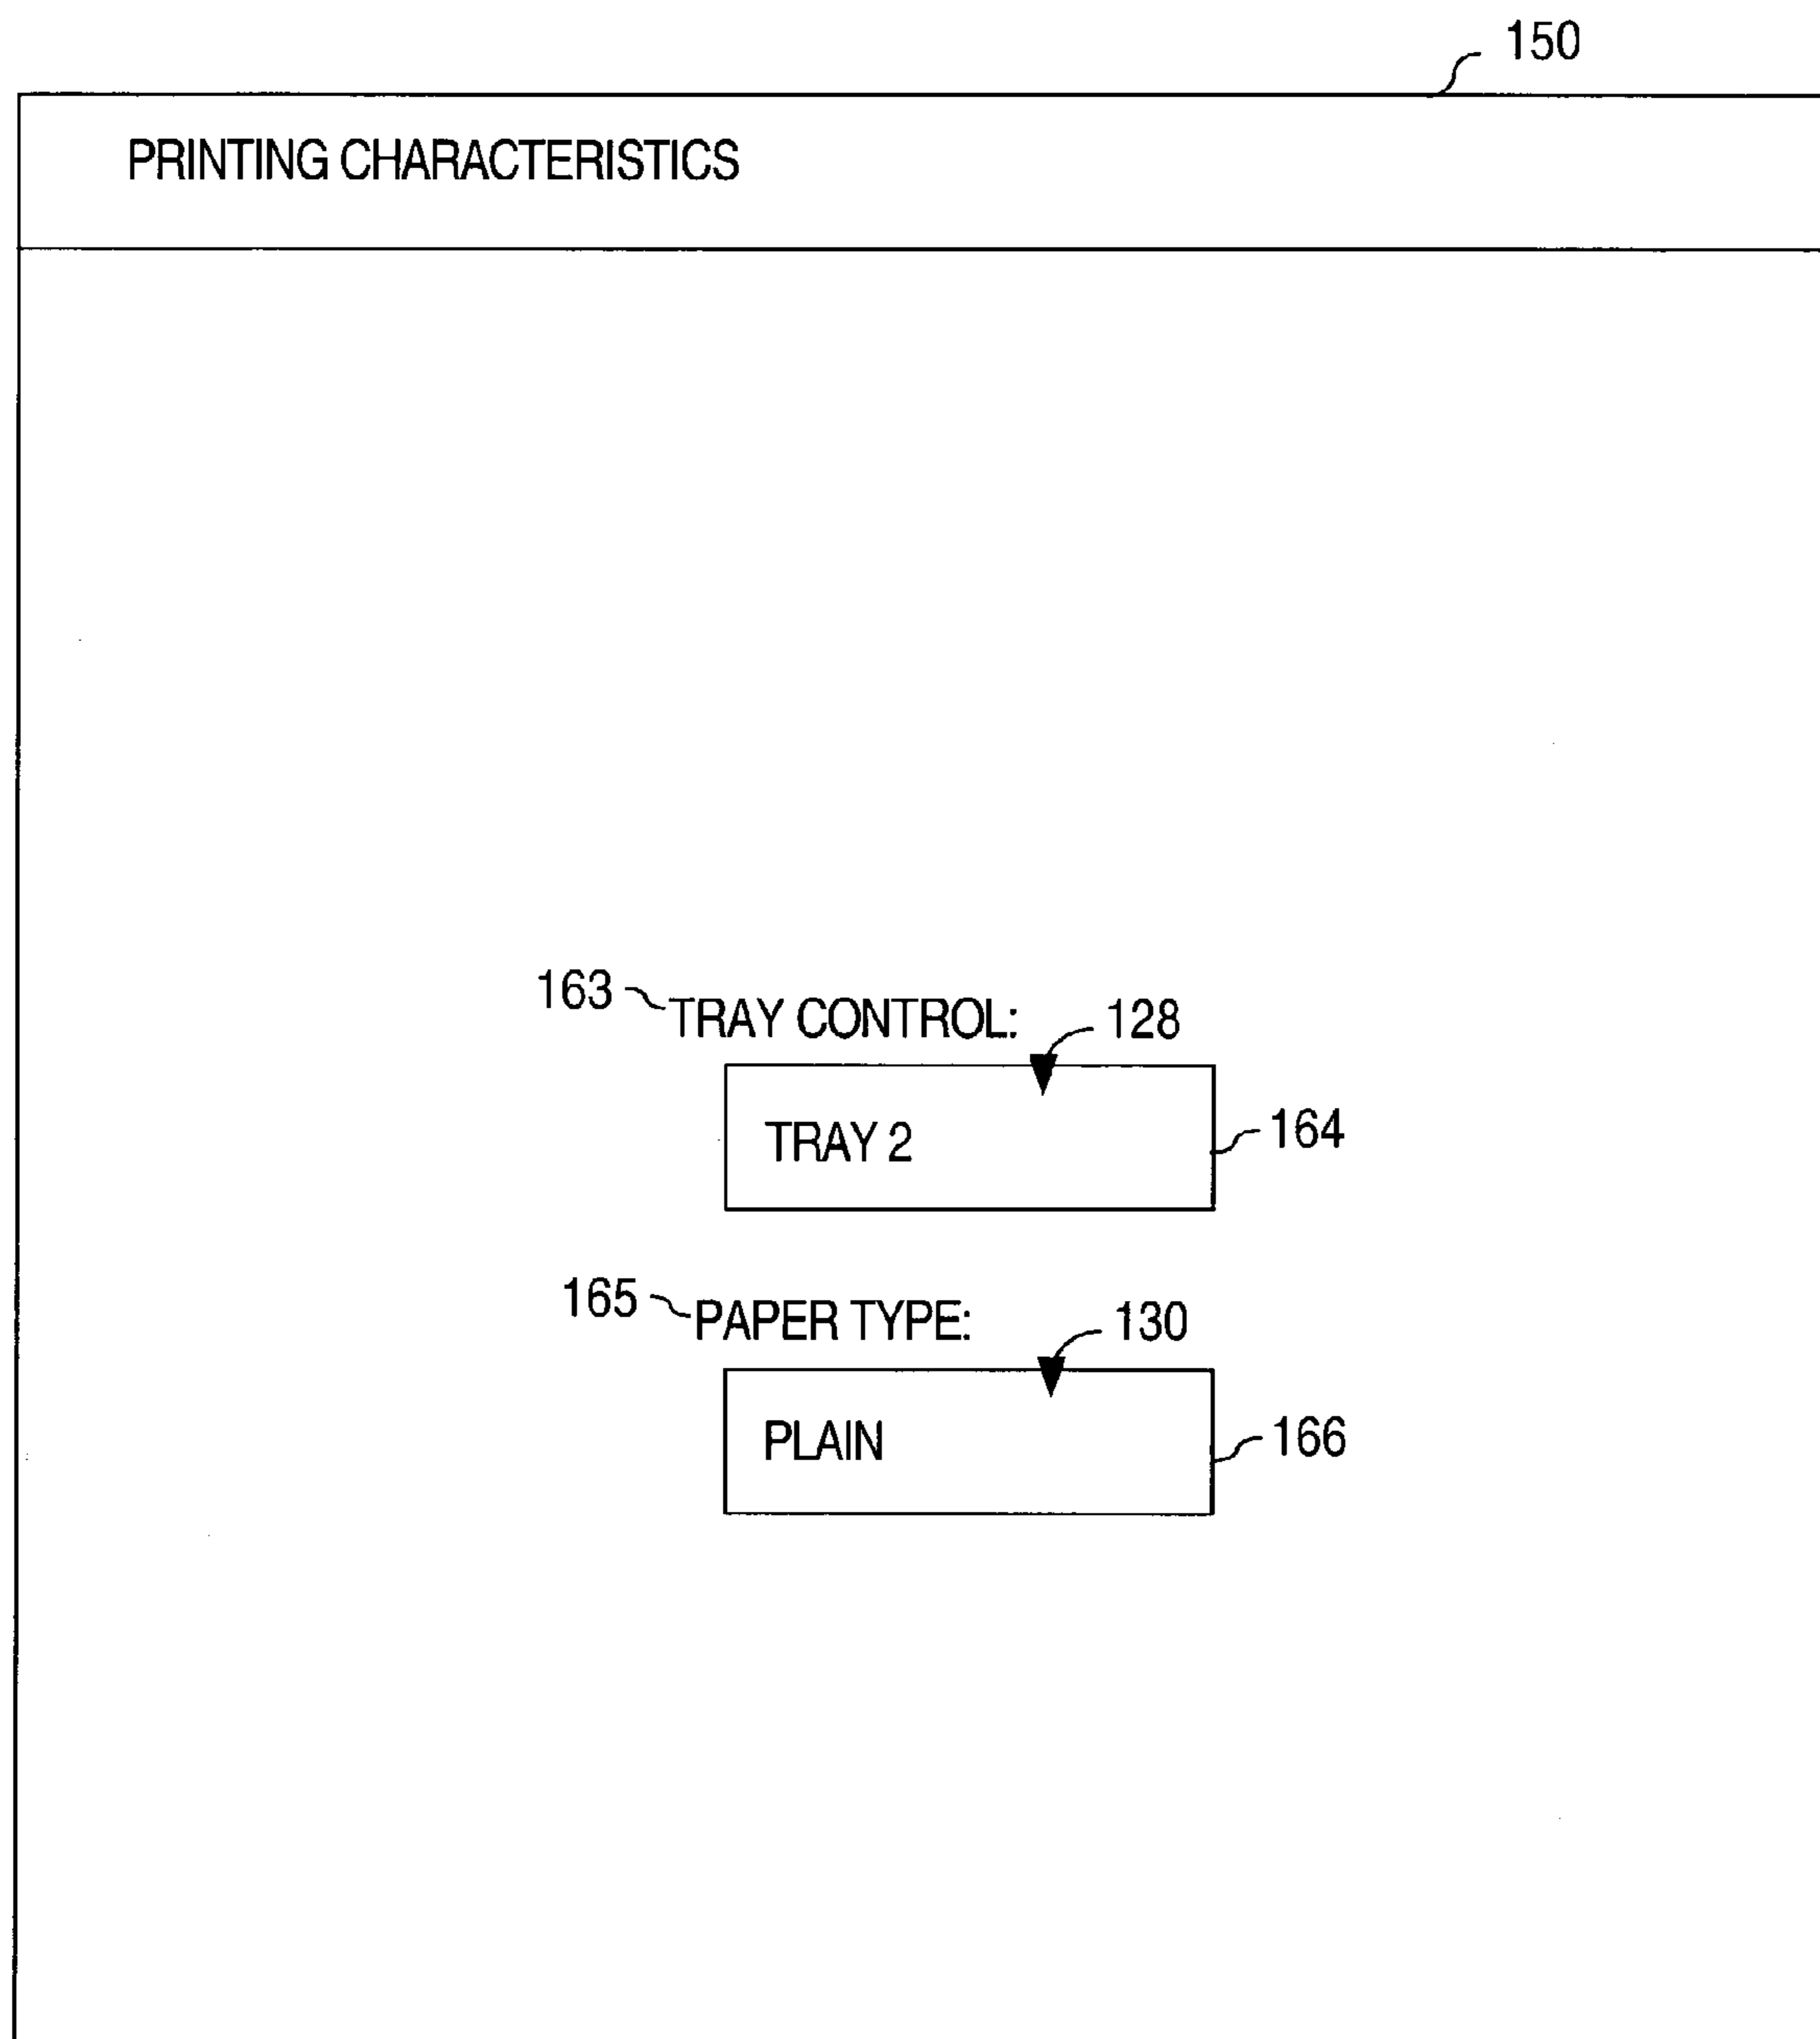 150
PRINTING CHARACTERISTICS
163 TRAY CONTROL: 128
TRAY 2 164
165 PAPER TYPE: 130
PLAIN 166